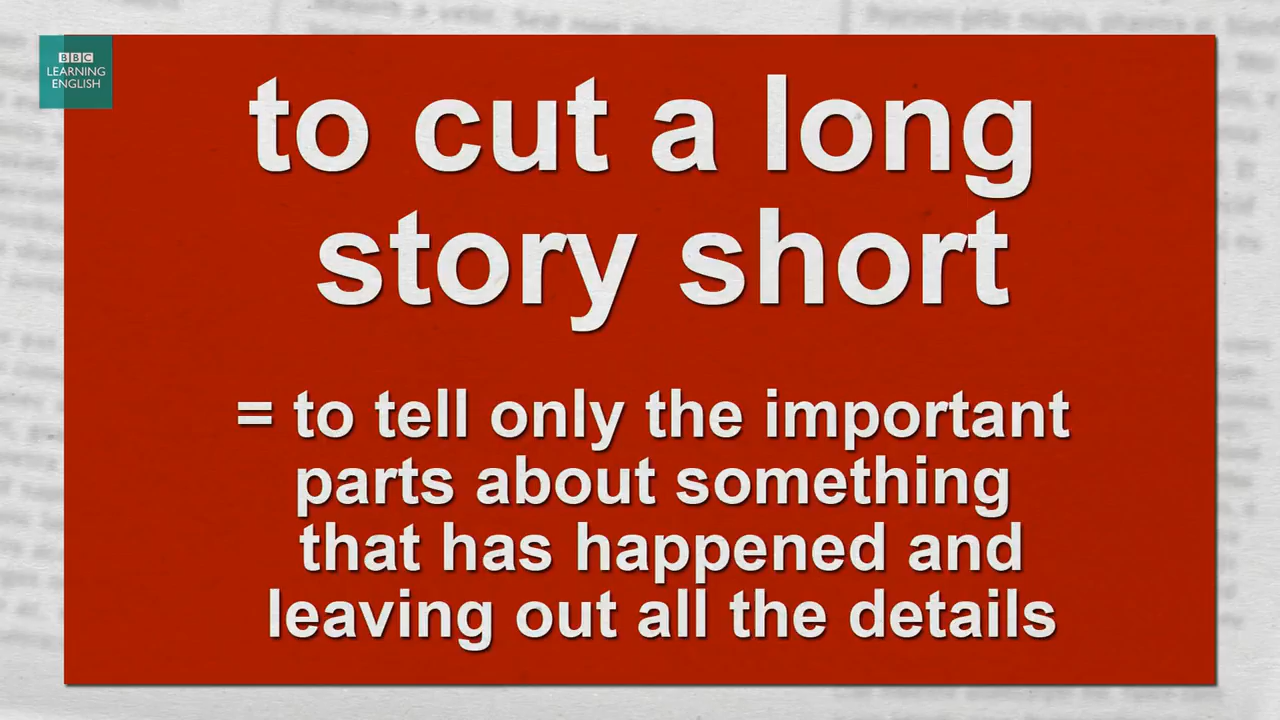 BBC
LEARNING
ENGLISH
to cut a long
story short
= to tell only the important
parts about something
that has happened and
leaving out all the details